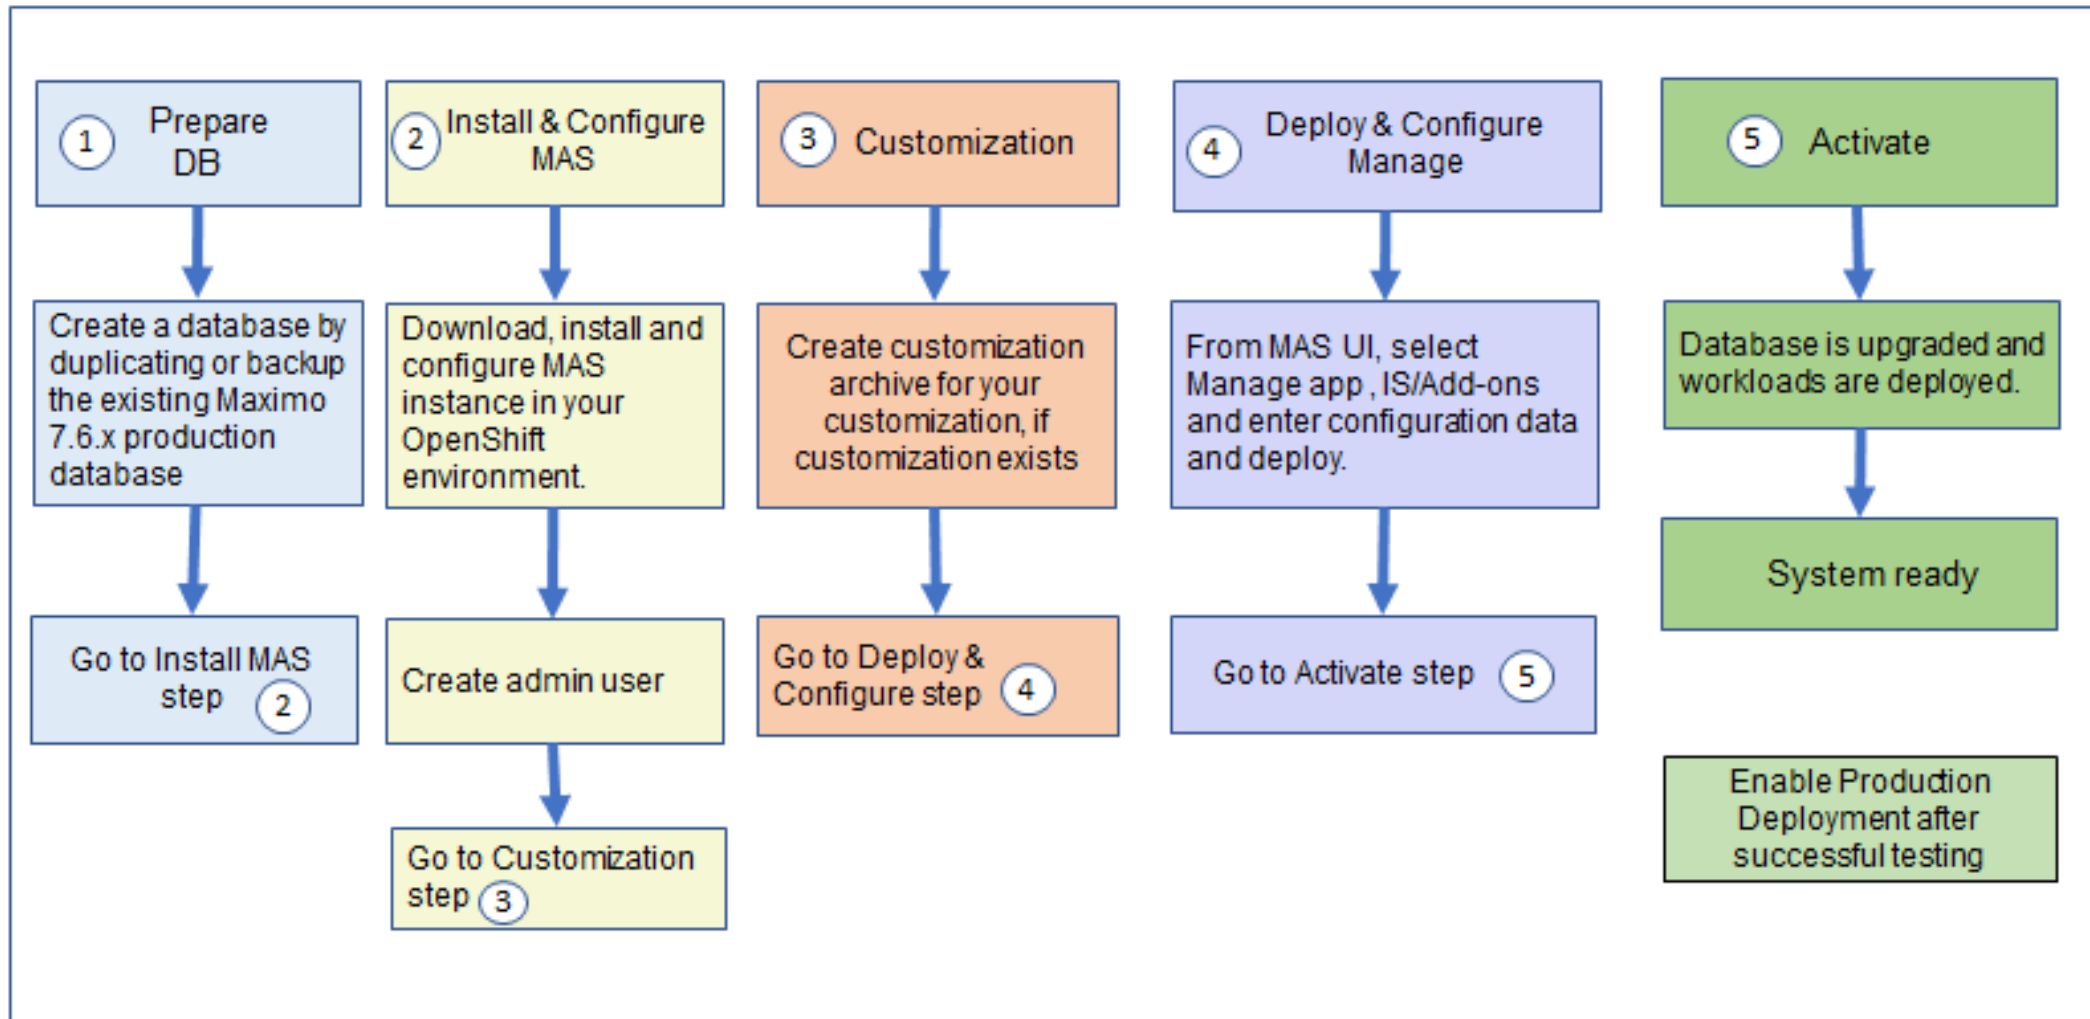 1
Prepare
DB
Create a database by
duplicating or backup
the existing Maximo
7.6.x production
database
Go to Install MAS
step 2
2
Install & Configure
MAS
Download, install and
configure MAS
instance in your
OpenShift
environment.
Create admin user
Go to Customization
step 3
3 Customization
Create customization
archive for your
customization, if
customization exists
Go to Deploy &
Configure step 4
4
Deploy & Configure
Manage
From MAS UI, select
Manage app , IS/Add-ons
and enter configuration data
and deploy.
Go to Activate step 5
5 Activate
Database is upgraded and
workloads are deployed.
System ready
Enable Production
Deployment after
successful testing